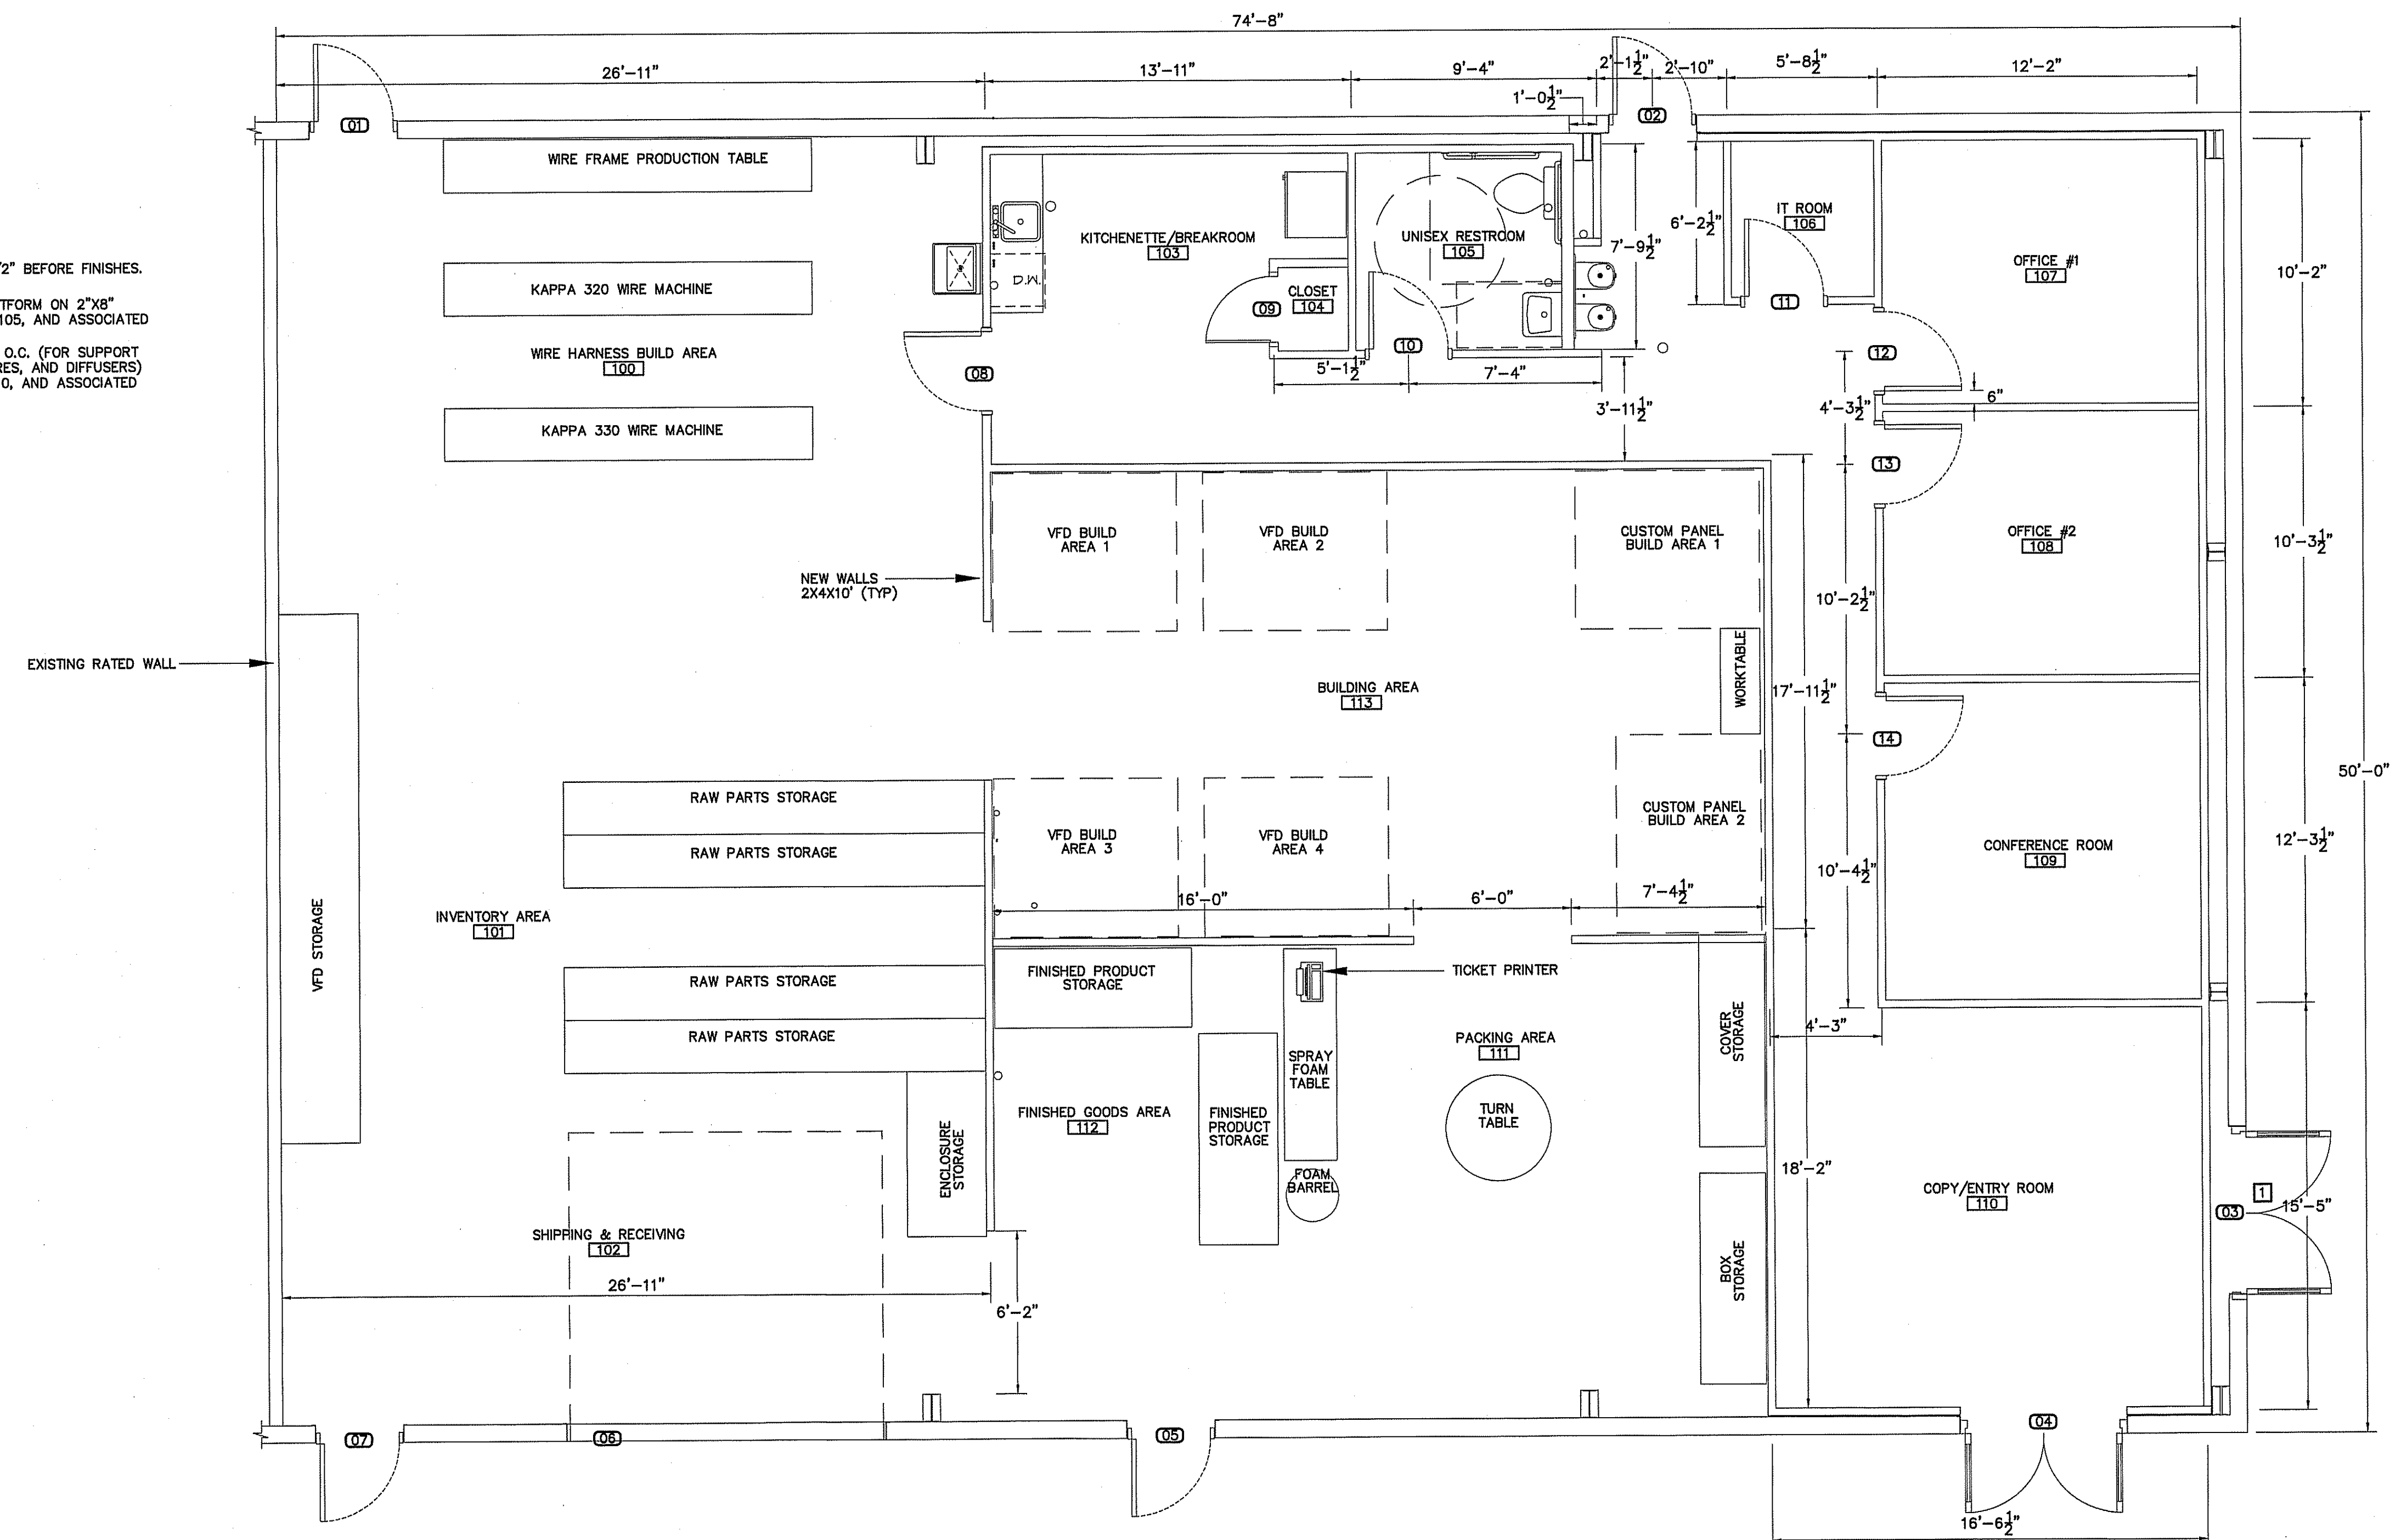 74'-8"
26'-11"
13'-11"
9'-4"
2'-1½"
2'-10"
5'-8½"
12'-2"
1'-0½"
01
02
WIRE FRAME PRODUCTION TABLE
KITCHENETTE/BREAKROOM
103
UNISEX RESTROOM
105
7'-9½"
6'-2½"
IT ROOM
106
OFFICE #1
107
10'-2"
/2" BEFORE FINISHES.
TFORM ON 2"X8"
105, AND ASSOCIATED
O.C. (FOR SUPPORT
RES, AND DIFFUSERS)
0, AND ASSOCIATED
KAPPA 320 WIRE MACHINE
D.W.
09
CLOSET
104
11
WIRE HARNESS BUILD AREA
100
08
10
12
5'-1½"
7'-4"
3'-11½"
4'-3½"
6"
KAPPA 330 WIRE MACHINE
13
VFD BUILD
AREA 1
VFD BUILD
AREA 2
CUSTOM PANEL
BUILD AREA 1
OFFICE #2
108
10'-3½"
NEW WALLS
2X4X10' (TYP)
10'-2½"
EXISTING RATED WALL
BUILDING AREA
113
WORKTABLE
17'-11½"
14
50'-0"
RAW PARTS STORAGE
RAW PARTS STORAGE
VFD BUILD
AREA 3
VFD BUILD
AREA 4
CUSTOM PANEL
BUILD AREA 2
CONFERENCE ROOM
109
12'-3½"
10'-4½"
16'-0"
6'-0"
7'-4½"
VFD STORAGE
INVENTORY AREA
101
RAW PARTS STORAGE
RAW PARTS STORAGE
FINISHED PRODUCT
STORAGE
TICKET PRINTER
SPRAY
FOAM
TABLE
PACKING AREA
111
COVER
STORAGE
4'-3"
FINISHED GOODS AREA
112
FINISHED
PRODUCT
STORAGE
TURN
TABLE
ENCLOSURE
STORAGE
FOAM
BARREL
18'-2"
COPY/ENTRY ROOM
110
1
03
15'-5"
SHIPPING & RECEIVING
102
BOX
STORAGE
26'-11"
6'-2"
07
06
05
04
16'-6½"